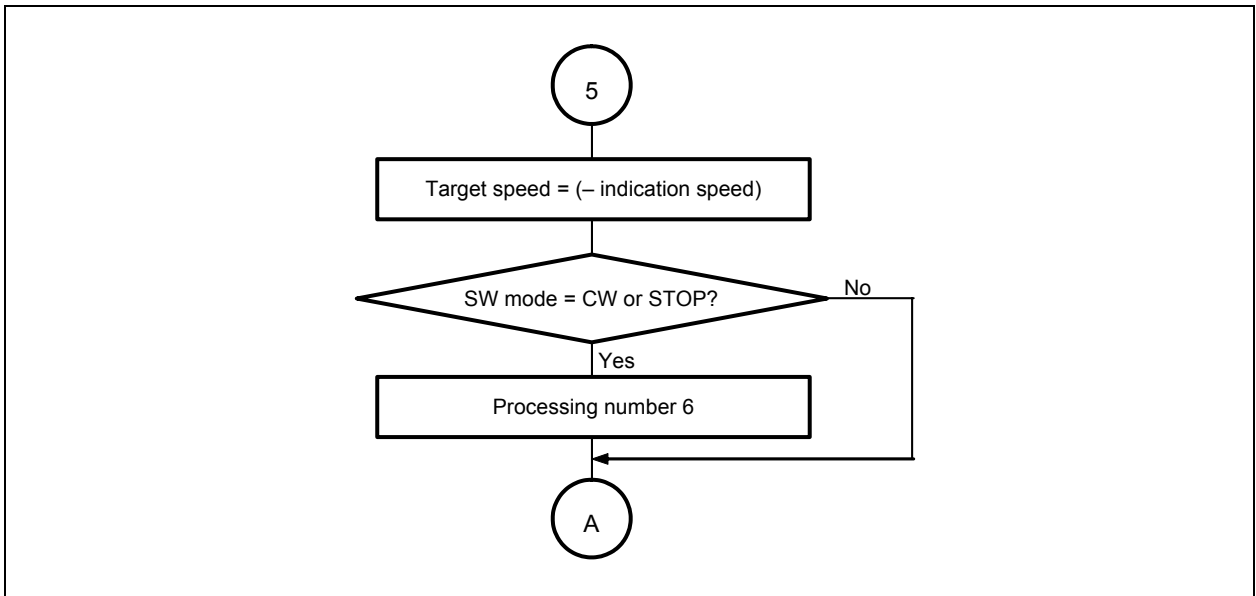 5
Target speed = (– indication speed)
SW mode = CW or STOP?
No
Yes
Processing number 6
A